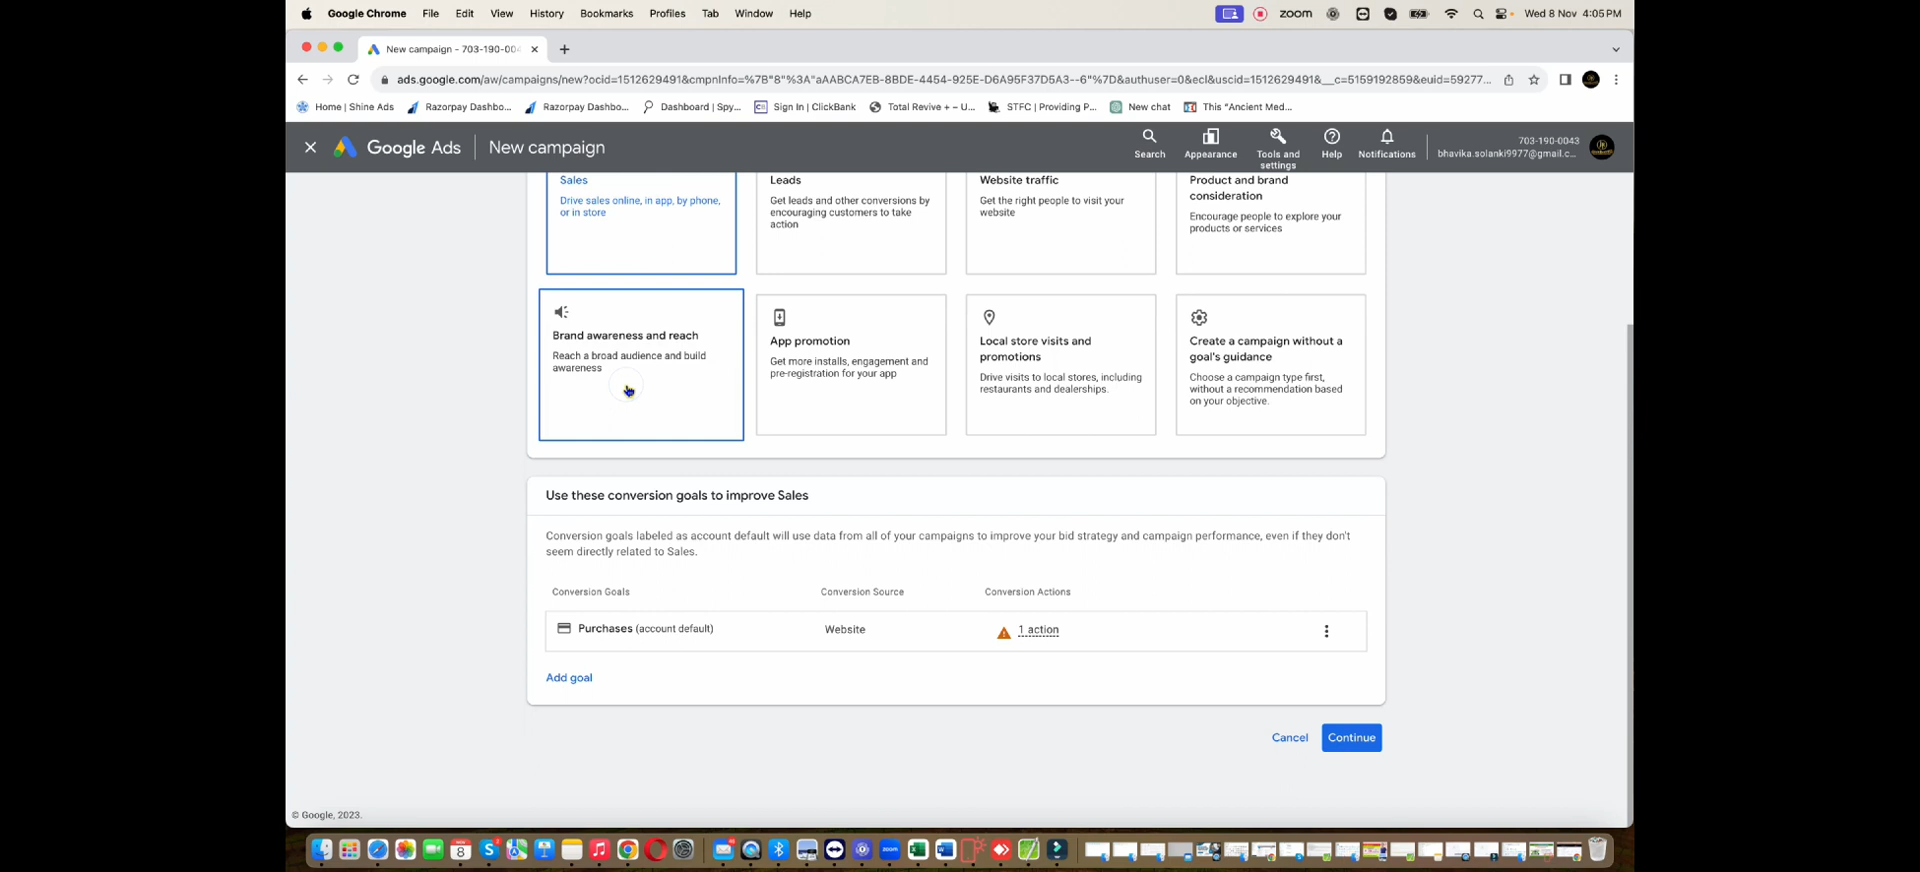 Google Chrome File Edit View History Bookmarks Profiles Tab Window Help zoom Wed 8 Nov 4:05 PM
New campaign - 703-190-004
ads.google.com/aw/campaigns/new?ocid=1512629491&cmpnInfo=%7B"8"%3A"aAABCA7EB-8BDE-4454-925E-D6A95F37D5A3--6"%7D&authuser=0&ecl&uscid=1512629491&__c=5159192859&euid=59277...
Home | Shine Ads Razorpay Dashbo... Razorpay Dashbo... Dashboard | Spy... Sign In | ClickBank Total Revive + – U... STFC | Providing P... New chat This "Ancient Med...
Google Ads New campaign
Search Appearance Tools and settings Help Notifications
703-190-0043
bhavika.solanki9977@gmail.c...
Sales
Drive sales online, in app, by phone,
or in store
Leads
Get leads and other conversions by
encouraging customers to take
action
Website traffic
Get the right people to visit your
website
Product and brand
consideration
Encourage people to explore your
products or services
Brand awareness and reach
Reach a broad audience and build
awareness
App promotion
Get more installs, engagement and
pre-registration for your app
Local store visits and
promotions
Drive visits to local stores, including
restaurants and dealerships.
Create a campaign without a
goal's guidance
Choose a campaign type first,
without a recommendation based
on your objective.
Use these conversion goals to improve Sales
Conversion goals labeled as account default will use data from all of your campaigns to improve your bid strategy and campaign performance, even if they don't
seem directly related to Sales.
Conversion Goals Conversion Source Conversion Actions
Purchases (account default) Website 1 action
Add goal
Cancel Continue
© Google, 2023.